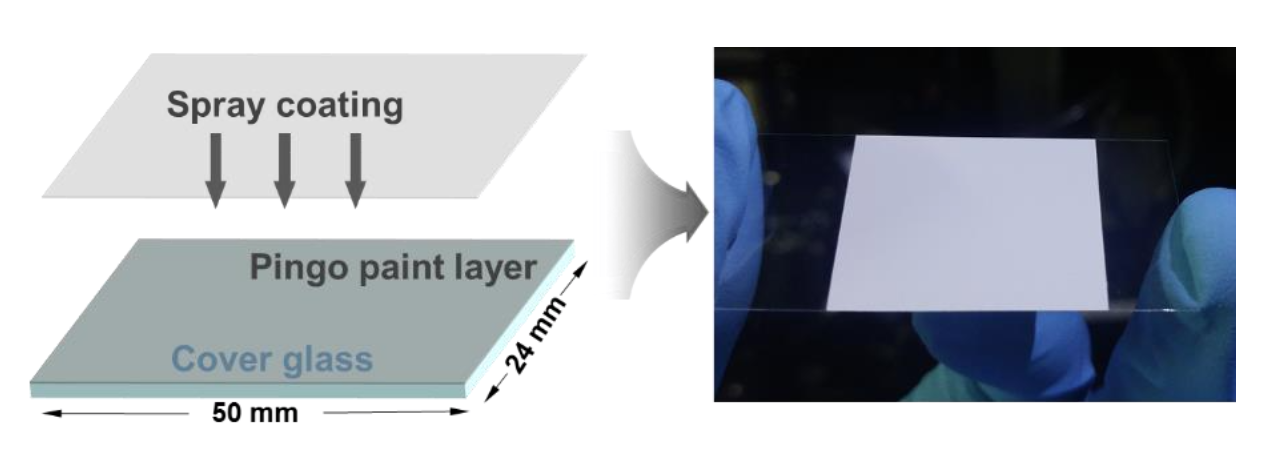 Spray coating
Pingo paint layer
Cover glass
24 mm
50 mm